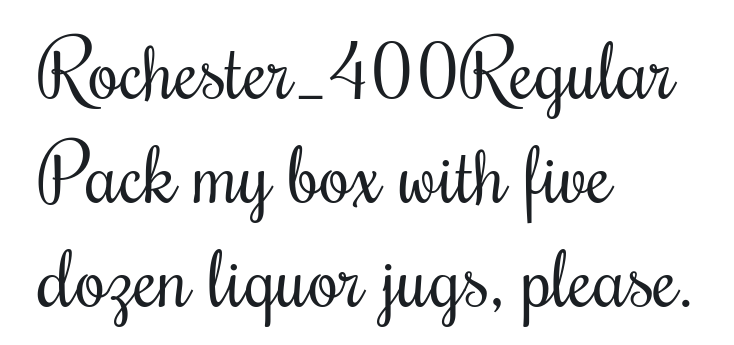 Rochester_400Regular
Pack my box with five
dozen liquor jugs, please.